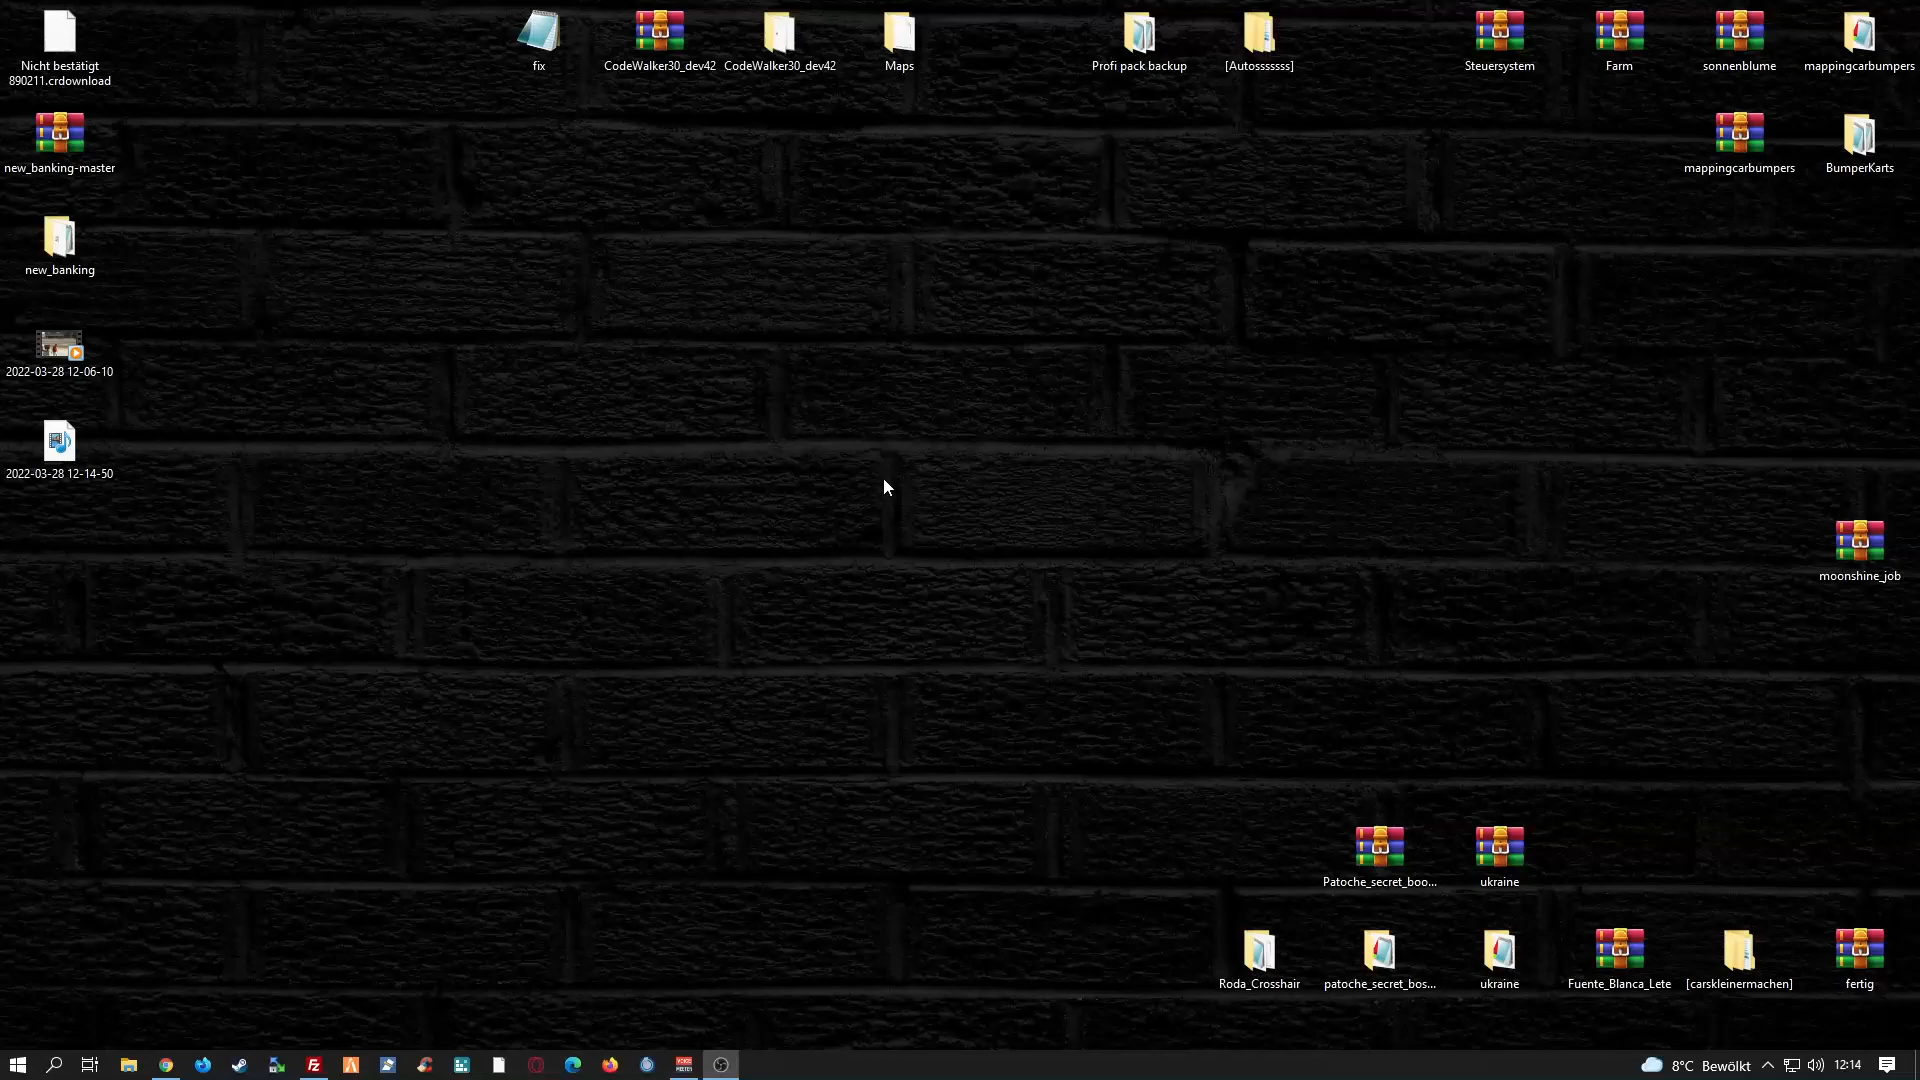 Nicht bestätigt
890211.crdownload
fix
CodeWalker30_dev42
CodeWalker30_dev42
Maps
Profi pack backup
[Autosssssss]
Steuersystem
Farm
sonnenblume
mappingcarbumpers
new_banking-master
mappingcarbumpers
BumperKarts
new_banking
2022-03-28 12-06-10
2022-03-28 12-14-50
moonshine_job
Patoche_secret_boo...
ukraine
Roda_Crosshair
patoche_secret_bos...
ukraine
Fuente_Blanca_Lete
[carskleinermachen]
fertig
Fz
8°C Bewölkt
12:14